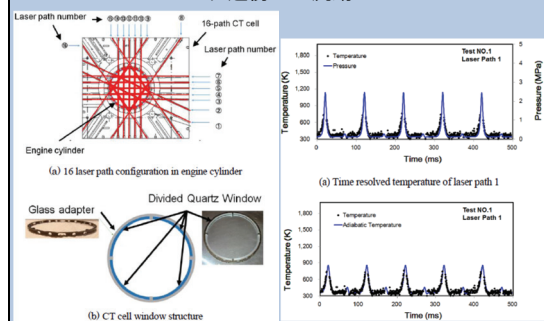 Laser path number
16-path CT cell
Laser path number
⑦
⑥
⑤
④
③
②
①
Engine cylinder
(a) 16 laser path configuration in engine cylinder
Glass adapter
Divided Quartz Window
(b) CT cell window structure
Test NO.1
Laser Path 1
Temperature
Pressure
Temperature (K)
1,800
1,500
1,200
900
600
300
Pressure (MPa)
5
4
3
2
1
0
0 100 200 300 400 500
Time (ms)
(a) Time resolved temperature of laser path 1
Test NO.1
Laser Path 1
Temperature
Adiabatic Temperature
Temperature (K)
1,800
1,500
1,200
900
600
300
0 100 200 300 400 500
Time (ms)